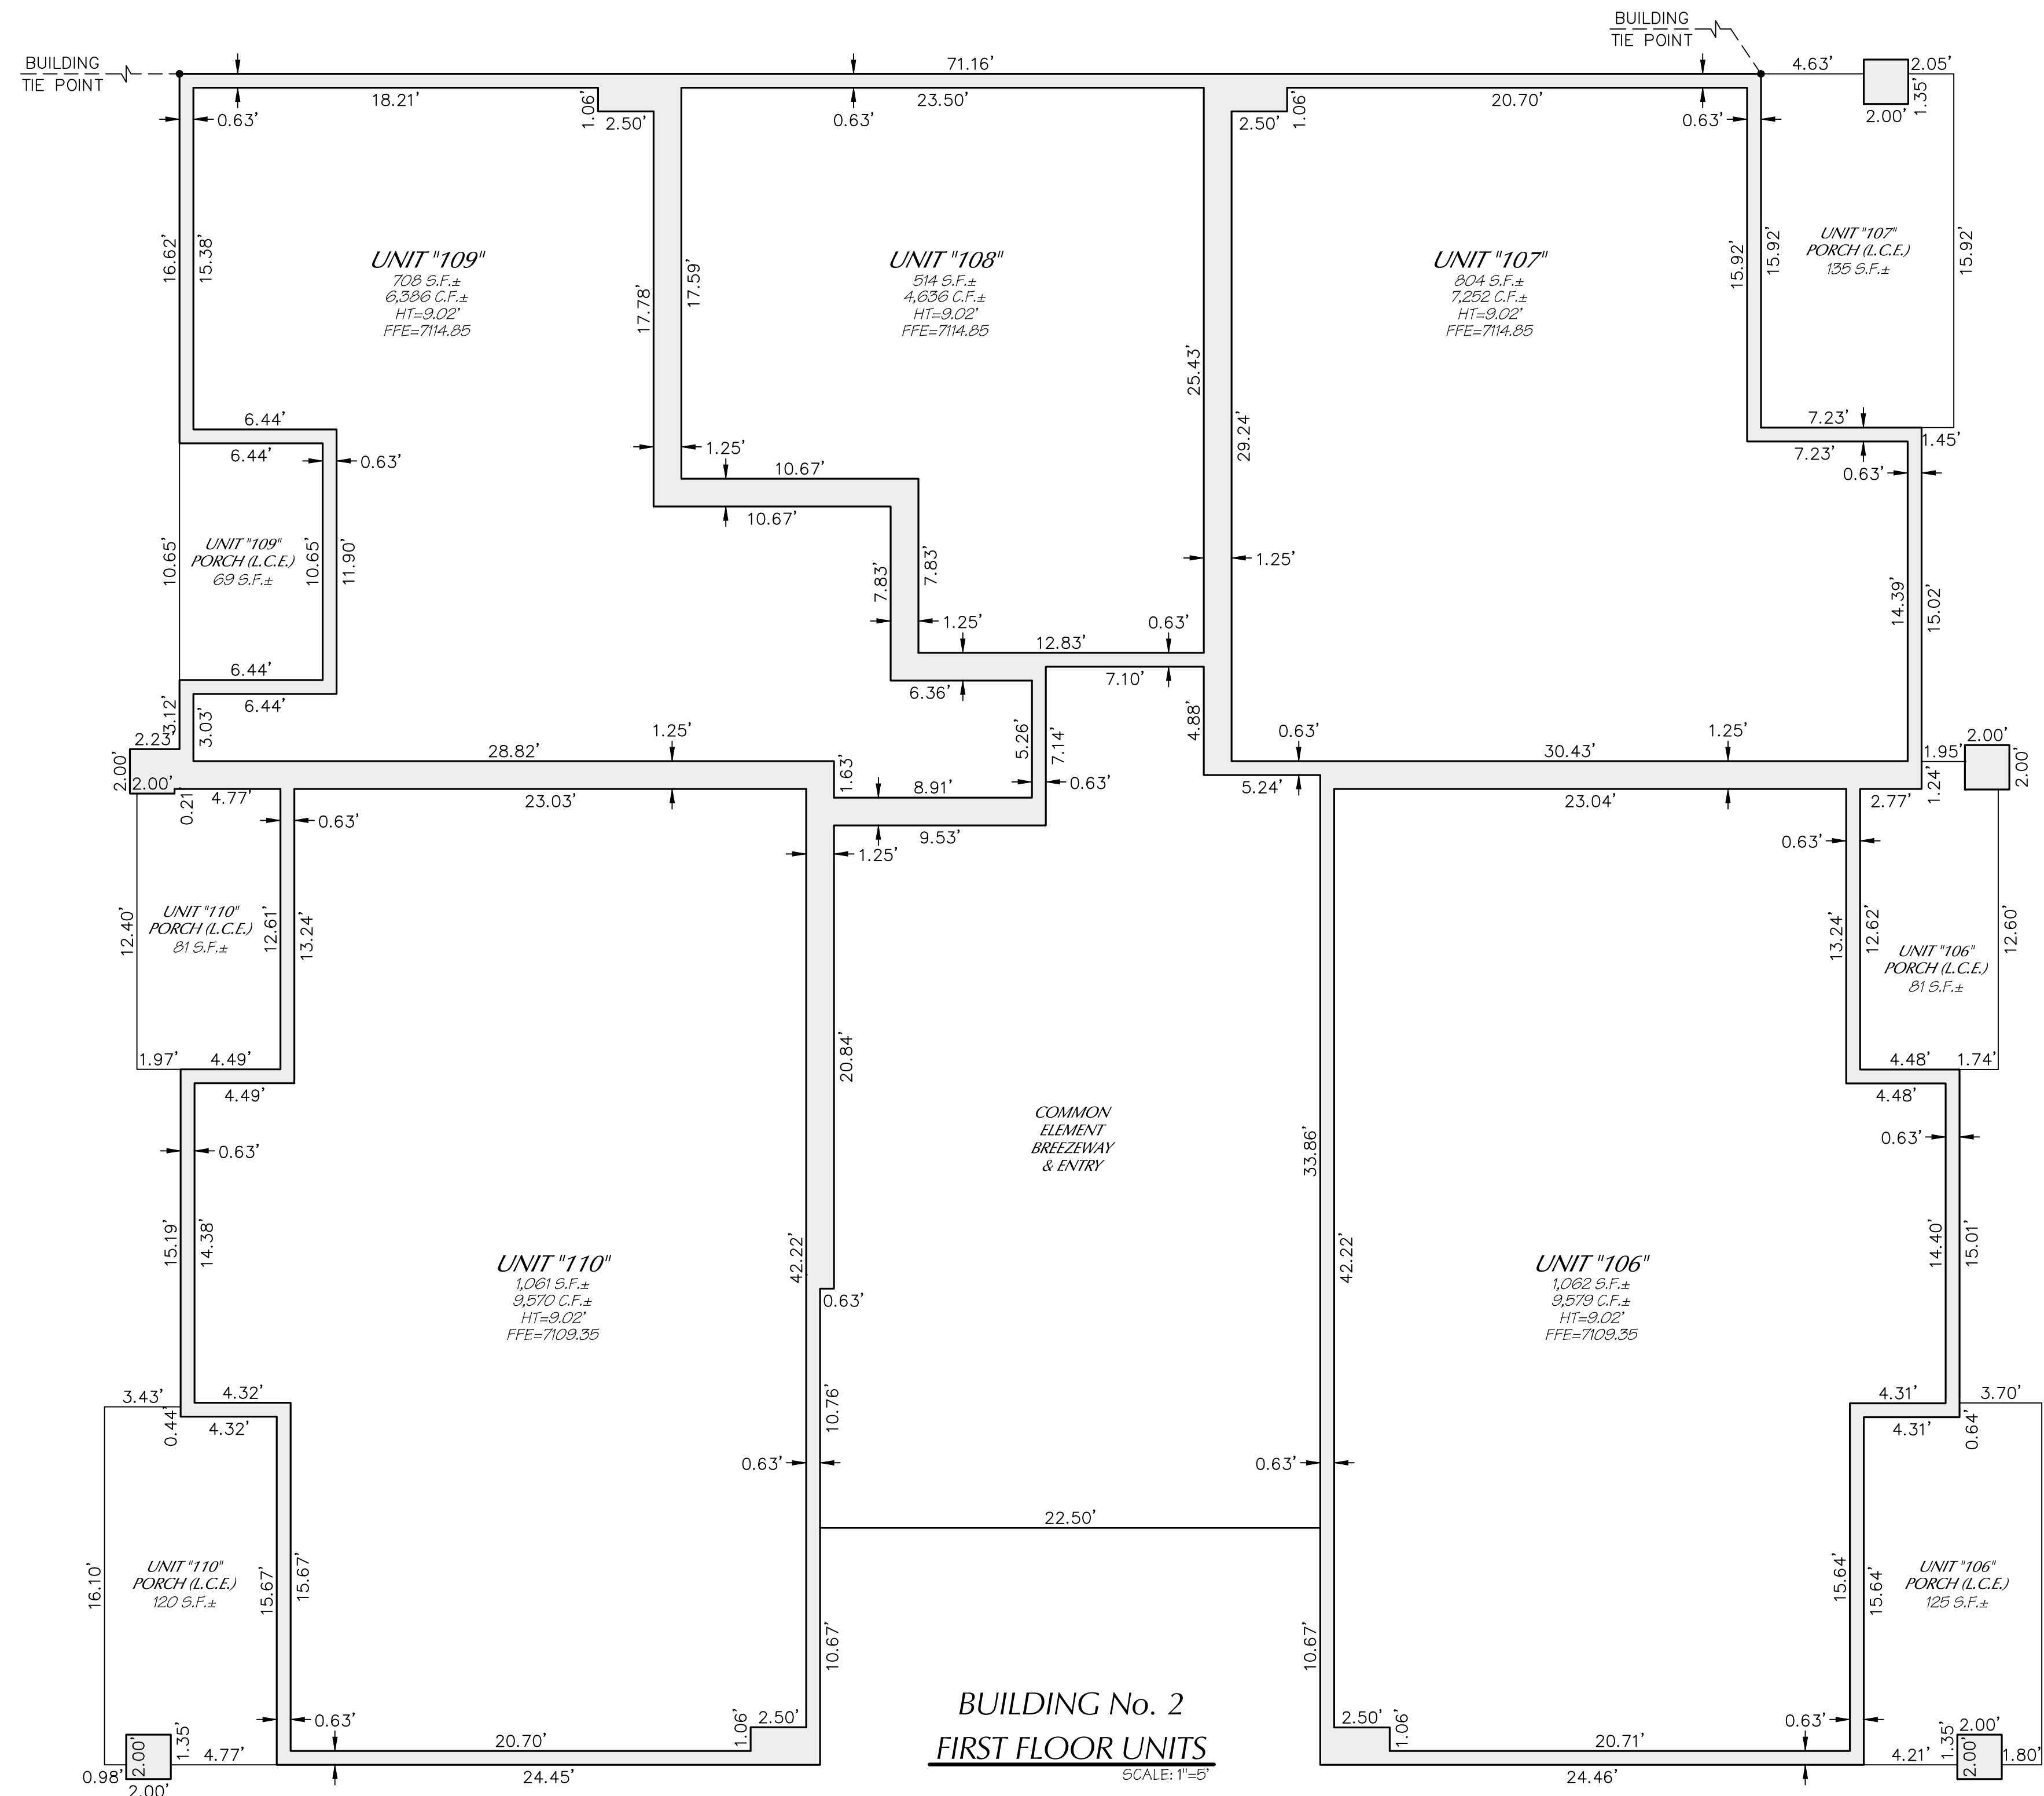 BUILDING
TIE POINT
BUILDING
TIE POINT
71.16'
4.63'
2.05'
1.35'
2.00'
18.21'
1.06'
2.50'
23.50'
0.63'
2.50'
1.06'
20.70'
0.63'
0.63'
16.62'
15.38'
UNIT "109"
708 S.F.±
6,386 C.F.±
HT=9.02'
FFE=7114.85
17.78'
17.59'
UNIT "108"
514 S.F.±
4,636 C.F.±
HT=9.02'
FFE=7114.85
25.43'
29.24'
UNIT "107"
804 S.F.±
7,252 C.F.±
HT=9.02'
FFE=7114.85
15.92'
15.92'
UNIT "107"
PORCH (L.C.E.)
135 S.F.±
15.92'
6.44'
6.44'
0.63'
1.25'
10.67'
10.67'
7.23'
7.23'
1.45'
0.63'
10.65'
UNIT "109"
PORCH (L.C.E.)
69 S.F.±
10.65'
11.90'
7.83'
7.83'
1.25'
1.25'
14.39'
15.02'
12.83'
0.63'
6.36'
7.10'
6.44'
6.44'
3.12'
3.03'
2.23'
2.00'
2.00'
0.21
4.77'
28.82'
1.25'
23.03'
1.63'
5.26'
7.14'
4.88'
8.91'
0.63'
9.53'
1.25'
0.63'
5.24'
30.43'
1.25'
23.04'
1.95'
2.00'
2.00'
1.24'
2.77'
0.63'
0.63'
12.40'
UNIT "110"
PORCH (L.C.E.)
81 S.F.±
12.61'
13.24'
13.24'
12.62'
UNIT "106"
PORCH (L.C.E.)
81 S.F.±
12.60'
1.97'
4.49'
4.49'
20.84'
4.48'
1.74'
4.48'
COMMON
ELEMENT
BREEZEWAY
& ENTRY
0.63'
33.86'
0.63'
15.19'
14.38'
UNIT "110"
1,061 S.F.±
9,570 C.F.±
HT=9.02'
FFE=7109.35
42.22'
0.63'
42.22'
UNIT "106"
1,062 S.F.±
9,579 C.F.±
HT=9.02'
FFE=7109.35
14.40'
15.01'
3.43'
4.32'
0.44'
4.32'
10.76'
4.31'
3.70'
4.31'
0.64'
0.63'
0.63'
22.50'
16.10'
UNIT "110"
PORCH (L.C.E.)
120 S.F.±
15.67'
15.67'
10.67'
10.67'
15.64'
15.64'
UNIT "106"
PORCH (L.C.E.)
125 S.F.±
0.63'
20.70'
1.06'
2.50'
2.50'
1.06'
20.71'
0.63'
2.00'
1.35'
4.77'
0.98'
2.00'
24.45'
24.46'
4.21'
1.35'
2.00'
2.00'
1.80'
BUILDING No. 2
FIRST FLOOR UNITS
SCALE: 1"=5'